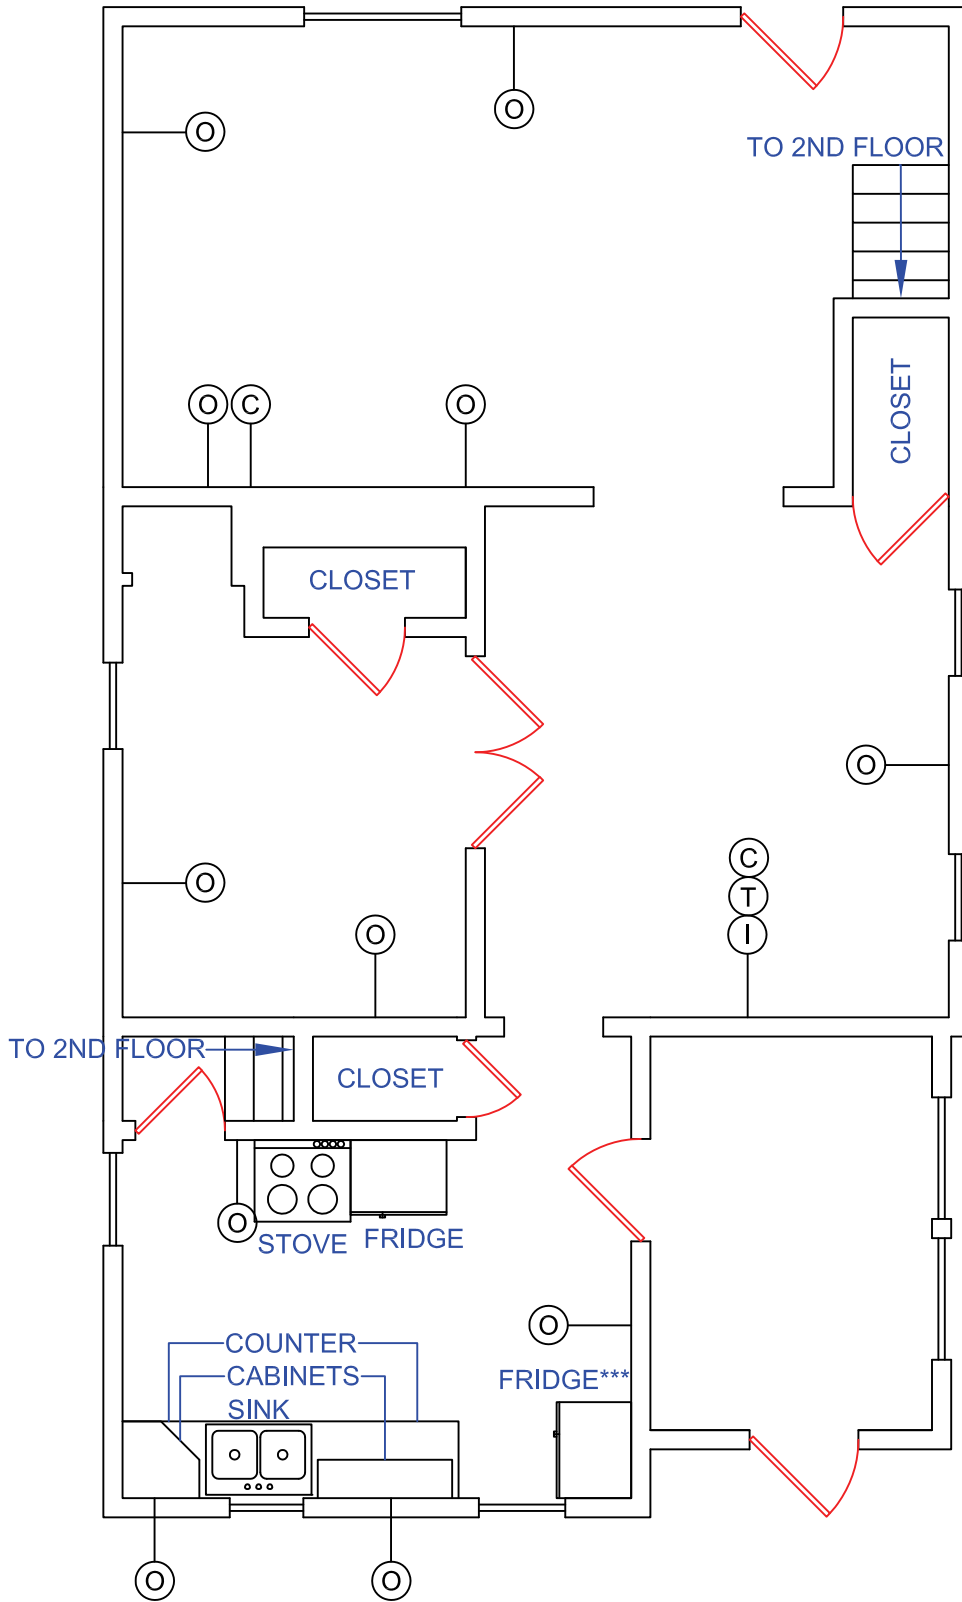 O
O
TO 2ND FLOOR
CLOSET
O C O
CLOSET
O
C
T
I
O
O
TO 2ND FLOOR
CLOSET
O
STOVE FRIDGE
O
COUNTER
CABINETS
SINK
FRIDGE***
O O